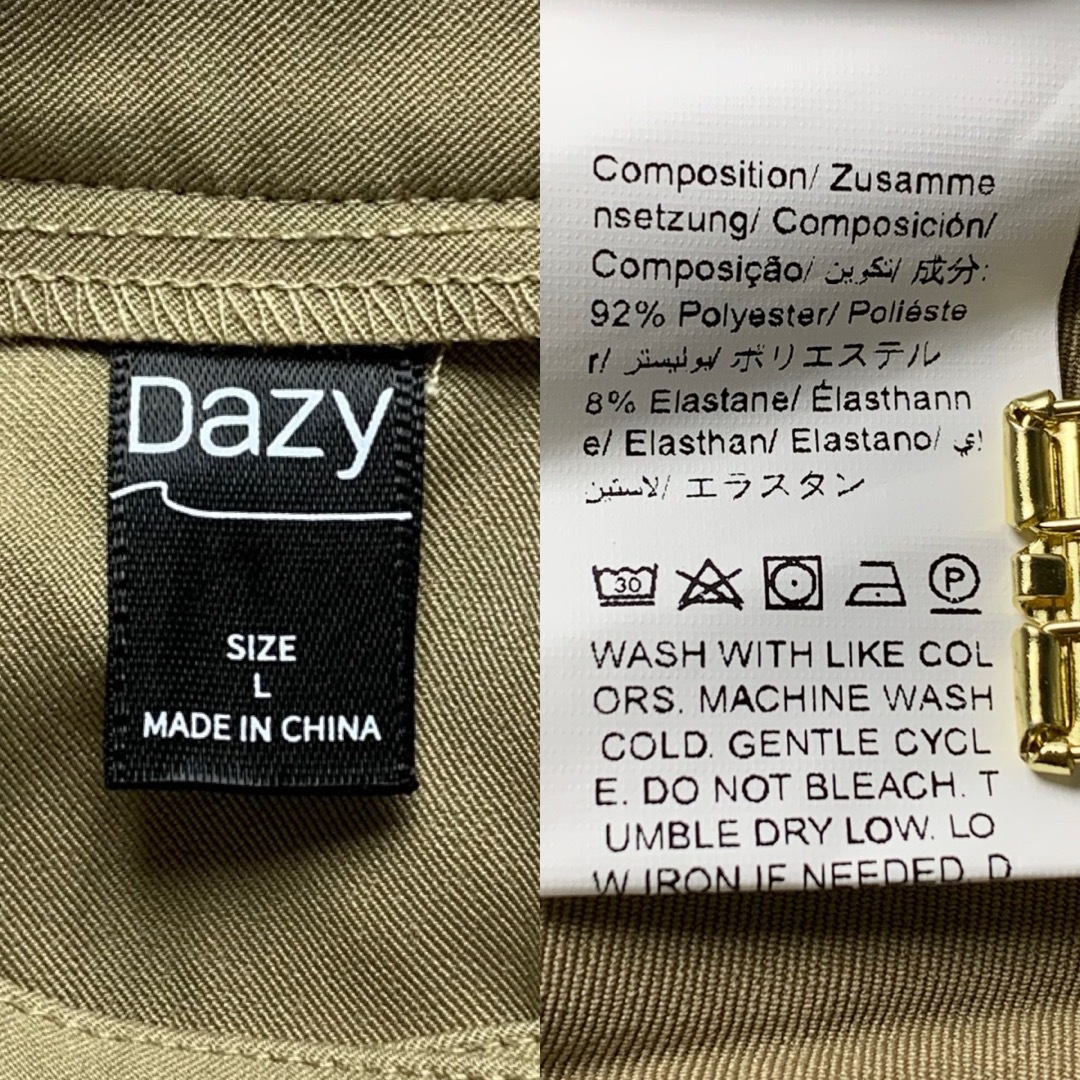 Dazy
SIZE
L
MADE IN CHINA
Composition/ Zusamme
nsetzung/ Composición/
Composição/ تكوين/ 成分:
92% Polyester/ Poliéste
r/ بوليستر/ ポリエステル
8% Elastane/ Élasthann
e/ Elasthan/ Elastano/ إي
لاستين/ エラスタン
30
P
WASH WITH LIKE COL
ORS. MACHINE WASH
COLD. GENTLE CYCL
E. DO NOT BLEACH. T
UMBLE DRY LOW. LO
W IRON IF NEEDED. D